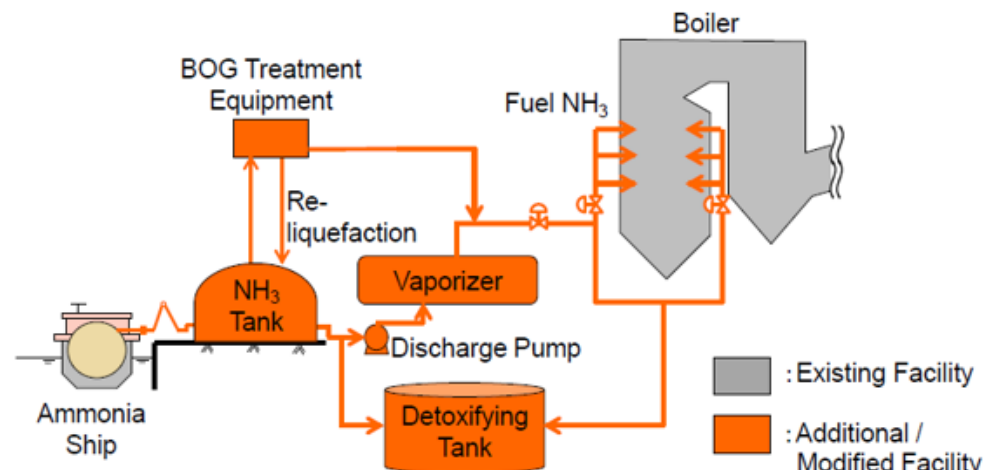 Boiler
BOG Treatment
Equipment
Fuel NH₃
Re-
liquefaction
Vaporizer
NH₃
Tank
Discharge Pump
Ammonia
Ship
Detoxifying
Tank
: Existing Facility
: Additional /
Modified Facility